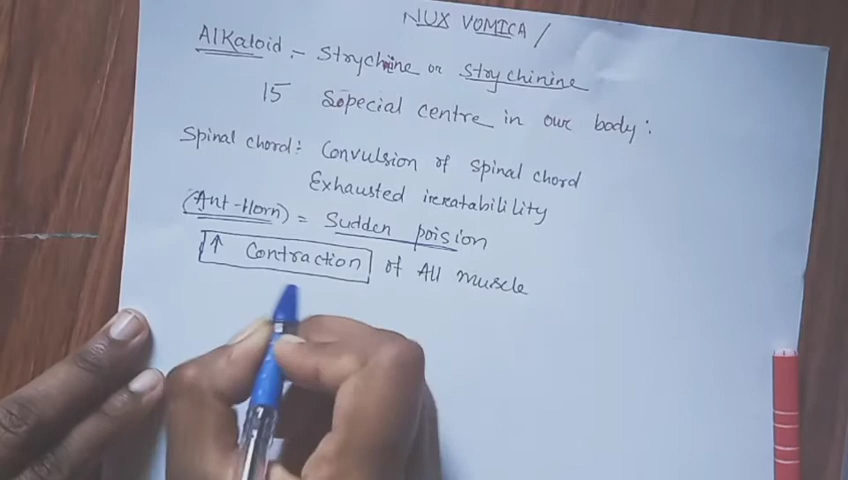 NUX VOMICA /
Alkaloid :- Strychine or Strychinine
15 Sopecial centre in our body :
Spinal chord : Convulsion of spinal chord
Exhausted irreatabilility
(Ant-Horn) = Sudden poision
↑ Contraction of All muscle